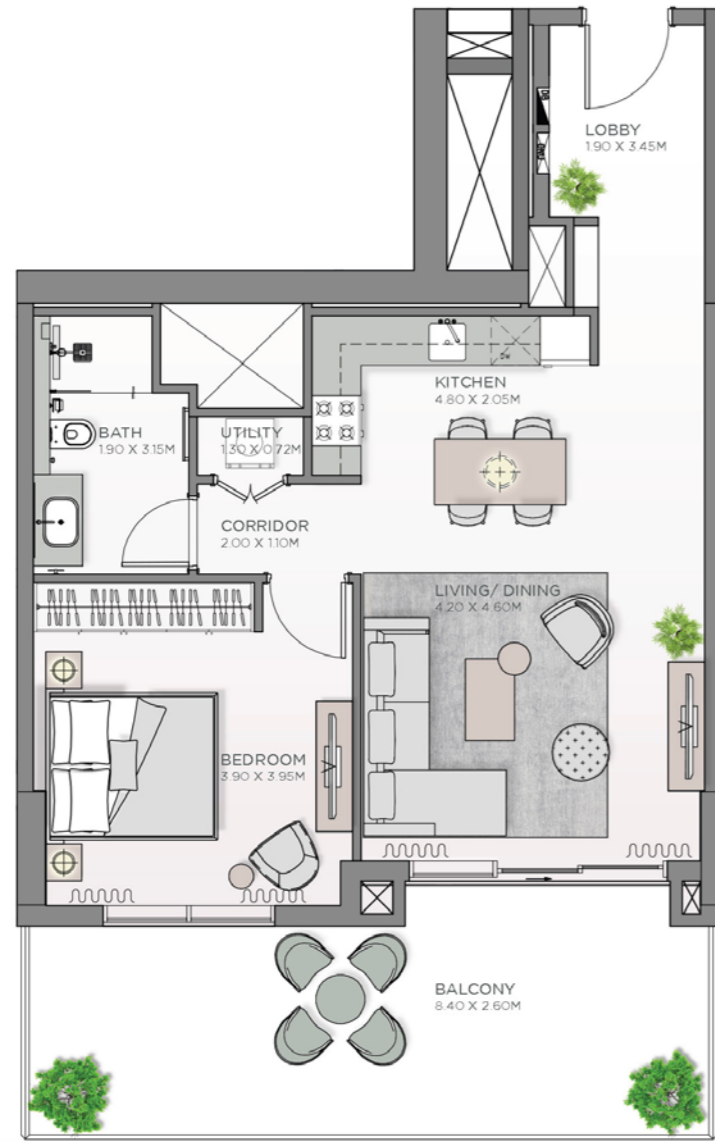 DB
LOBBY
1.90 X 3.45M
KITCHEN
4.80 X 2.05M
DW
BATH
1.90 X 3.15M
UTILITY
1.30 X 0.72M
CORRIDOR
2.00 X 1.10M
LIVING/ DINING
4.20 X 4.60M
BEDROOM
3.90 X 3.95M
BALCONY
8.40 X 2.60M